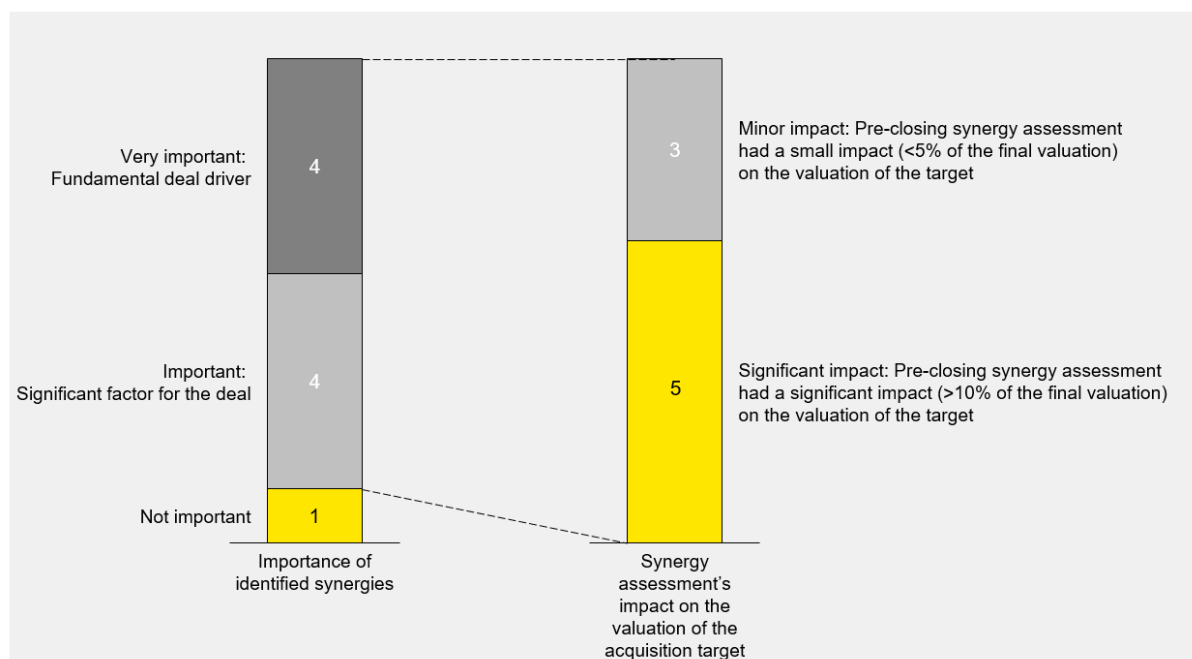 Very important:
Fundamental deal driver
4
Important:
Significant factor for the deal
4
Not important
1
Importance of
identified synergies
3
Minor impact: Pre-closing synergy assessment
had a small impact (<5% of the final valuation)
on the valuation of the target
5
Significant impact: Pre-closing synergy assessment
had a significant impact (>10% of the final valuation)
on the valuation of the target
Synergy
assessment’s
impact on the
valuation of the
acquisition target